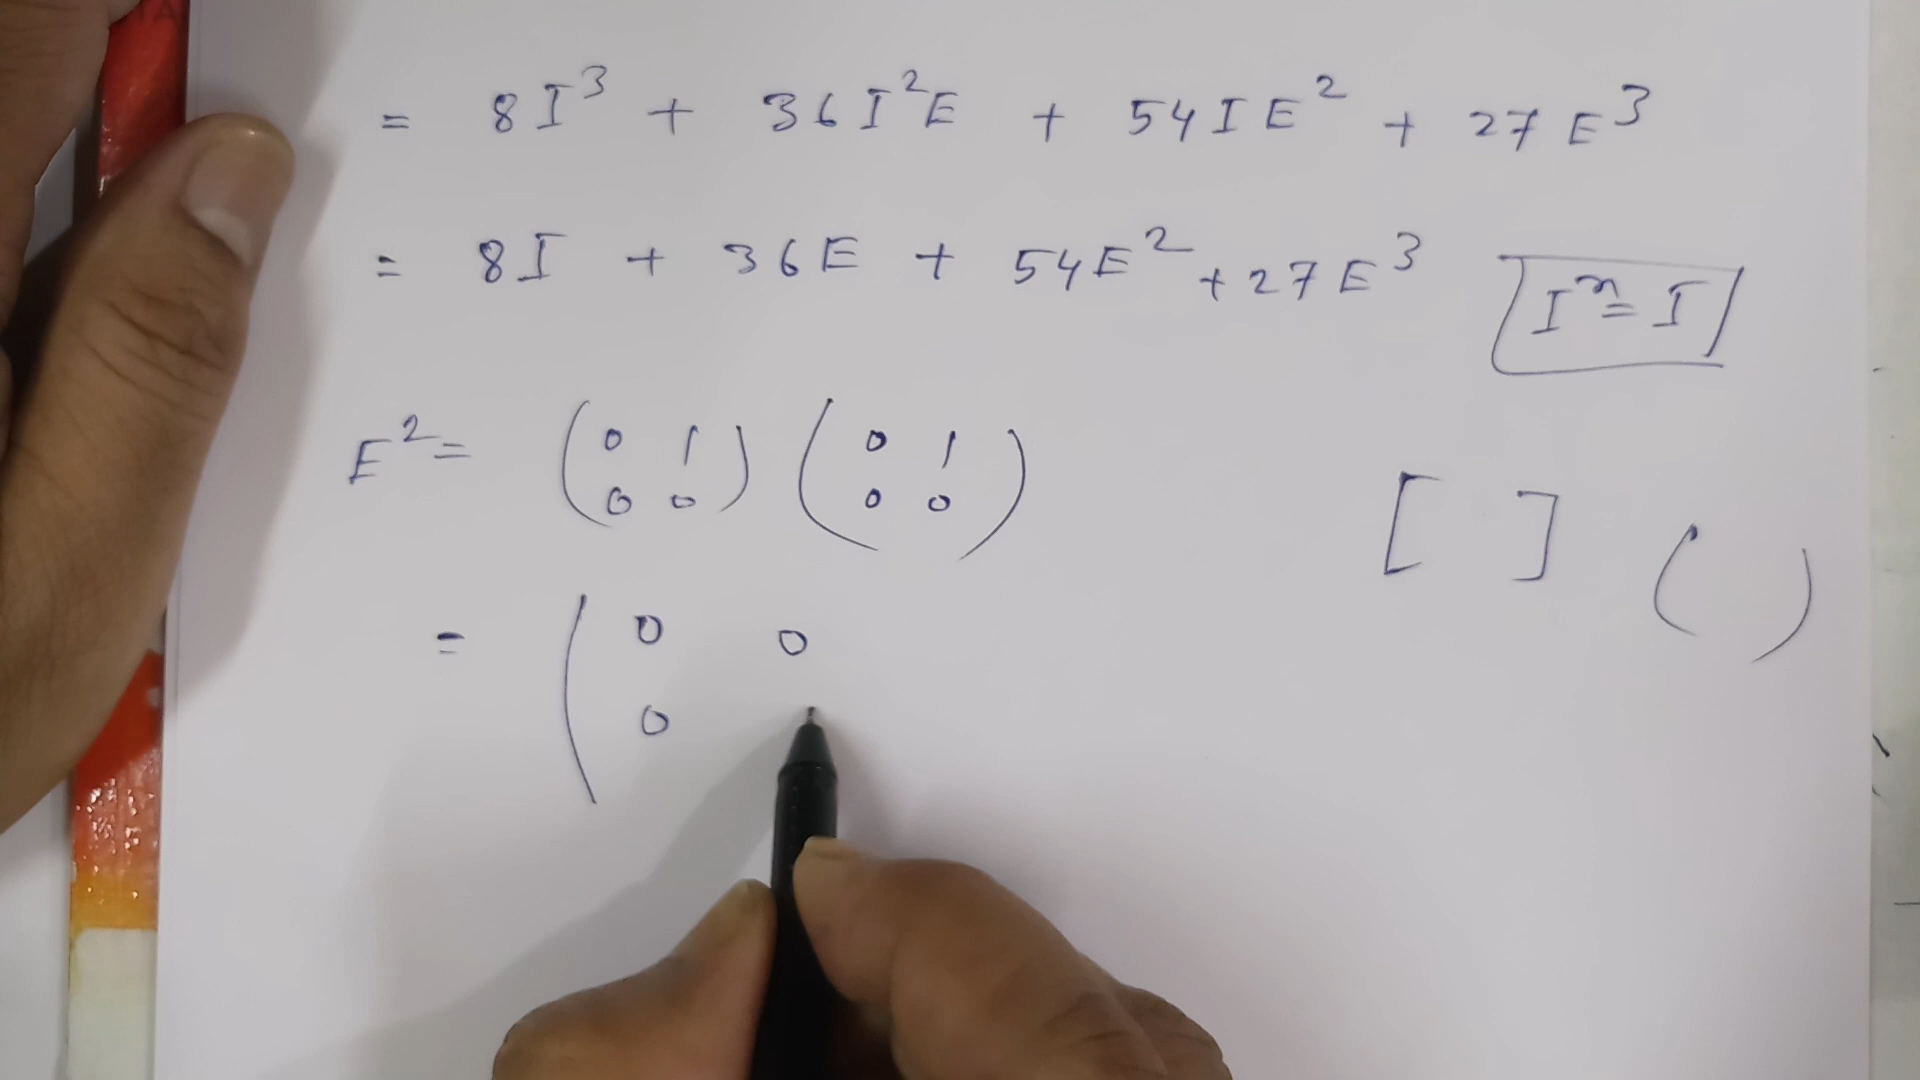 = 8I³ + 36I²E + 54IE² + 27E³
= 8I + 36E + 54E² + 27E³ Iⁿ = I
E² = (0 1 0 0) (0 1 0 0) [ ] ( )
= (0 0
0